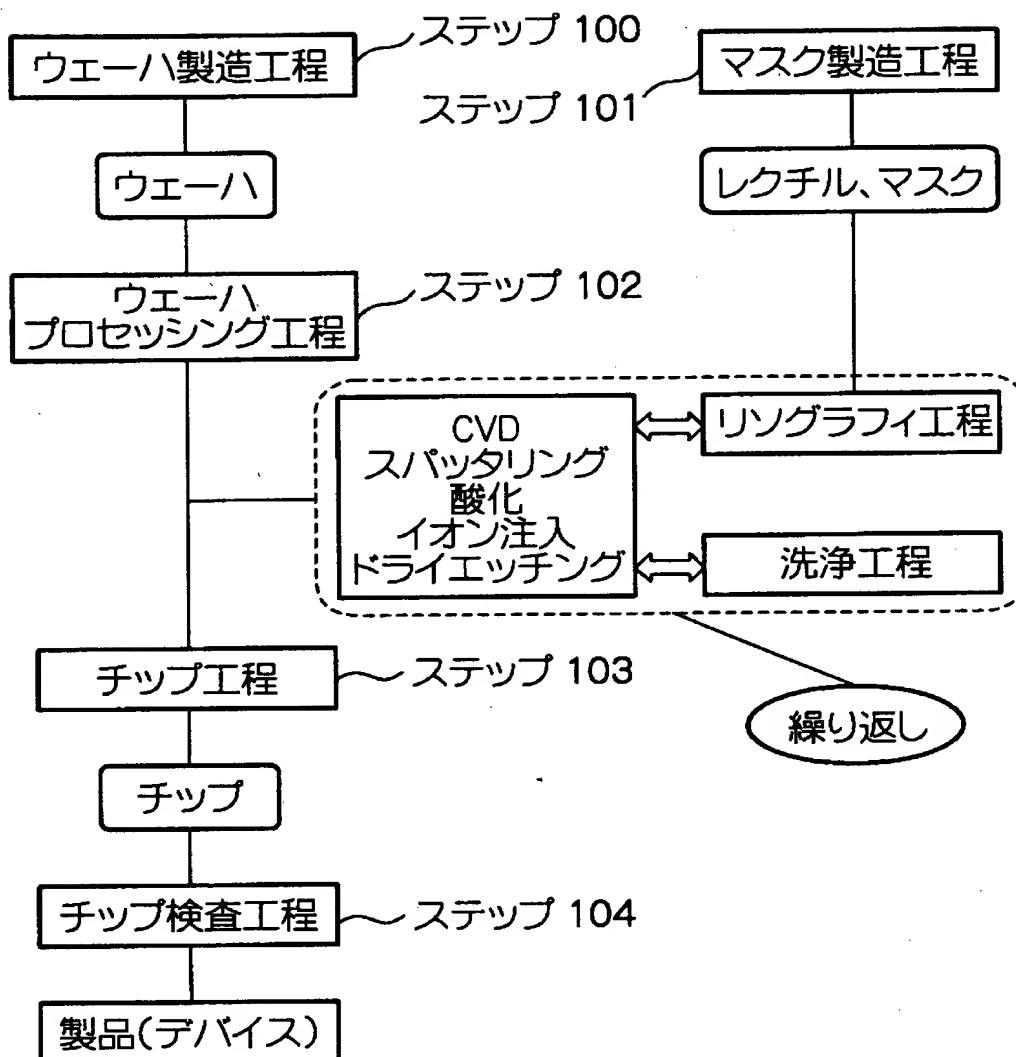 ウェーハ製造工程
ステップ 100
マスク製造工程
ステップ 101
ウェーハ
レクチル、マスク
ウェーハ
プロセッシング工程
ステップ 102
CVD
スパッタリング
酸化
イオン注入
ドライエッチング
リソグラフィ工程
洗浄工程
チップ工程
ステップ 103
繰り返し
チップ
チップ検査工程
ステップ 104
製品(デバイス)